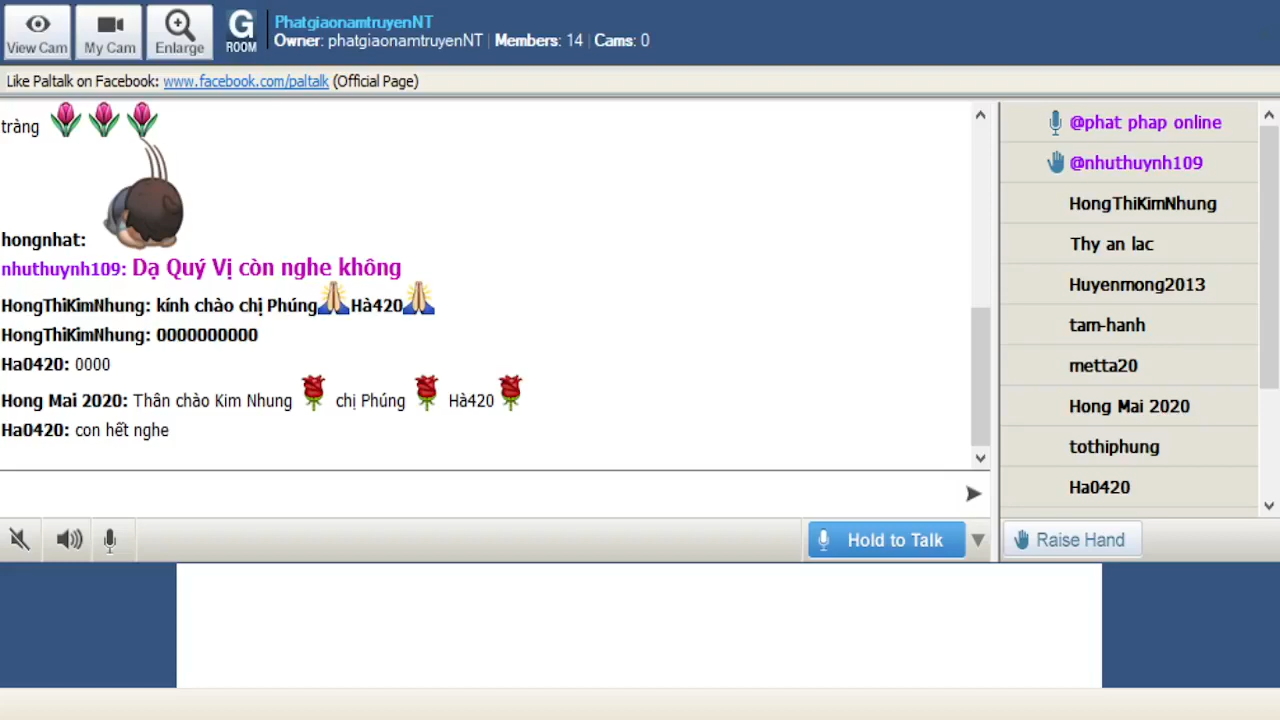 View Cam
My Cam
Enlarge
G
ROOM
PhatgiaonamtruyenNT
Owner: phatgiaonamtruyenNT | Members: 14 | Cams: 0
Like Paltalk on Facebook: www.facebook.com/paltalk (Official Page)
tràng
hongnhat:
nhuthuynh109: Dạ Quý Vị còn nghe không
HongThiKimNhung: kính chào chị Phúng Hà420
HongThiKimNhung: 0000000000
Ha0420: 0000
Hong Mai 2020: Thân chào Kim Nhung chị Phúng Hà420
Ha0420: con hết nghe
Hold to Talk
@phat phap online
@nhuthuynh109
HongThiKimNhung
Thy an lac
Huyenmong2013
tam-hanh
metta20
Hong Mai 2020
tothiphung
Ha0420
Raise Hand